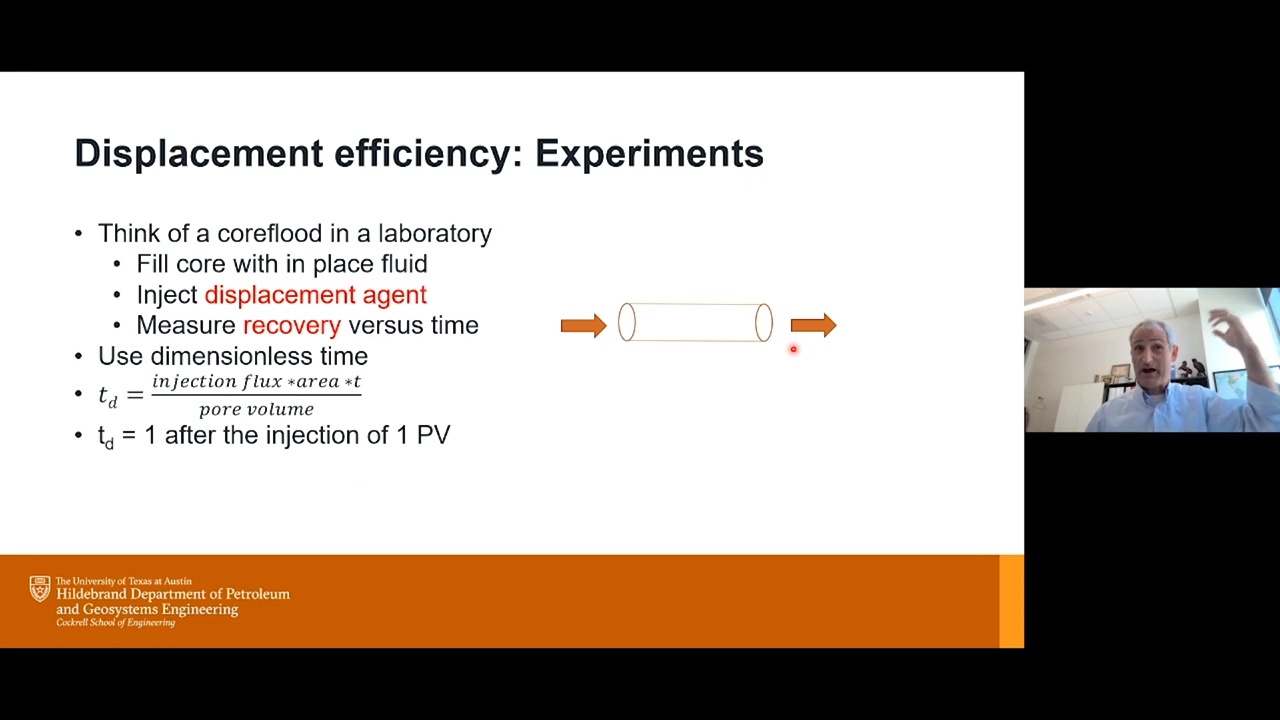 Displacement efficiency: Experiments
• Think of a coreflood in a laboratory
• Fill core with in place fluid
• Inject displacement agent
• Measure recovery versus time
• Use dimensionless time
• t_d = injection flux *area *t / pore volume
• t_d = 1 after the injection of 1 PV
The University of Texas at Austin
Hildebrand Department of Petroleum
and Geosystems Engineering
Cockrell School of Engineering